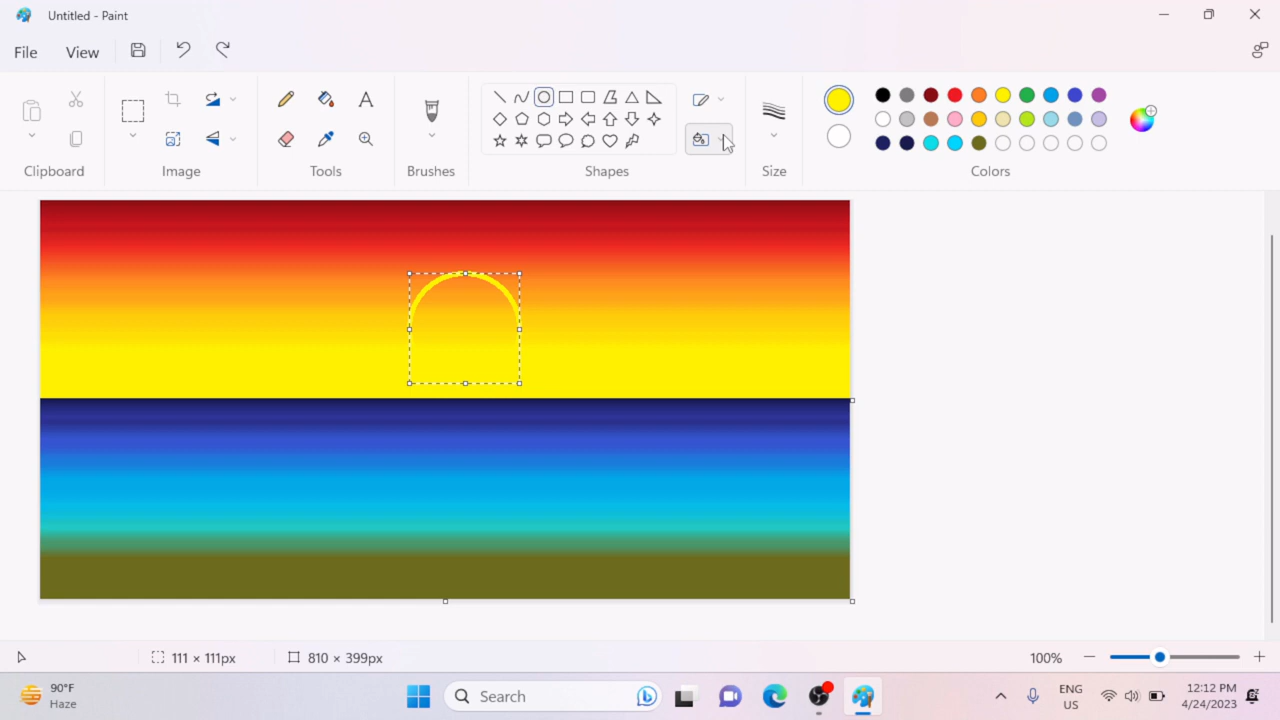 Untitled - Paint
File View
Clipboard Image Tools Brushes Shapes Size Colors
111 × 111px 810 × 399px 100%
90°F
Haze
Search
ENG
US
12:12 PM
4/24/2023